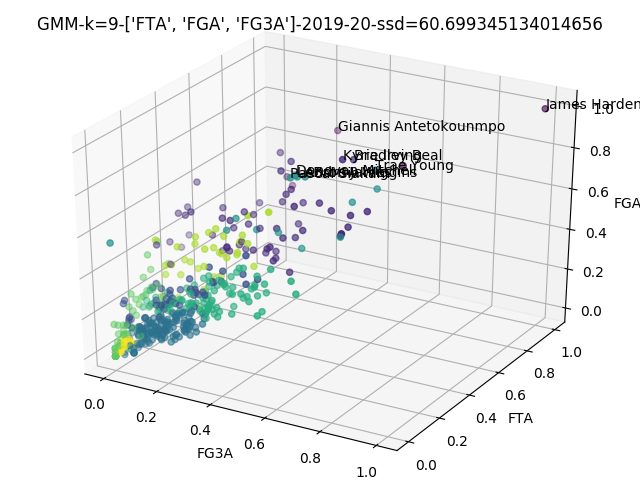 GMM-k=9-['FTA', 'FGA', 'FG3A']-2019-20-ssd=60.699345134014656
James Harden
Giannis Antetokounmpo
Bradley Beal
Trae Young
1.0
0.8
0.6
FGA
0.4
0.2
0.0
0.0
0.2
0.4
0.6
0.8
1.0
FG3A
0.0
0.2
0.4
0.6
0.8
1.0
FTA